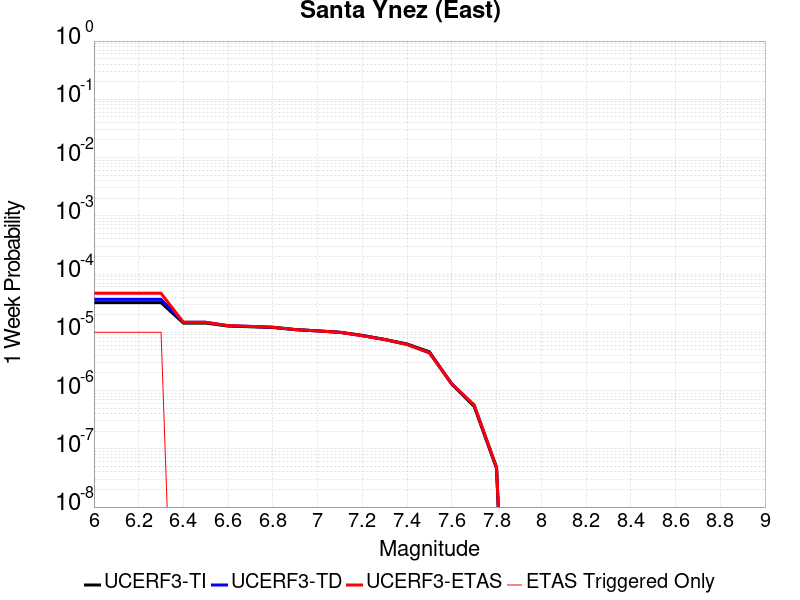 Santa Ynez (East)
1 Week Probability
10^0
10^-1
10^-2
10^-3
10^-4
10^-5
10^-6
10^-7
10^-8
6 6.2 6.4 6.6 6.8 7 7.2 7.4 7.6 7.8 8 8.2 8.4 8.6 8.8 9
Magnitude
UCERF3-TI UCERF3-TD UCERF3-ETAS ETAS Triggered Only